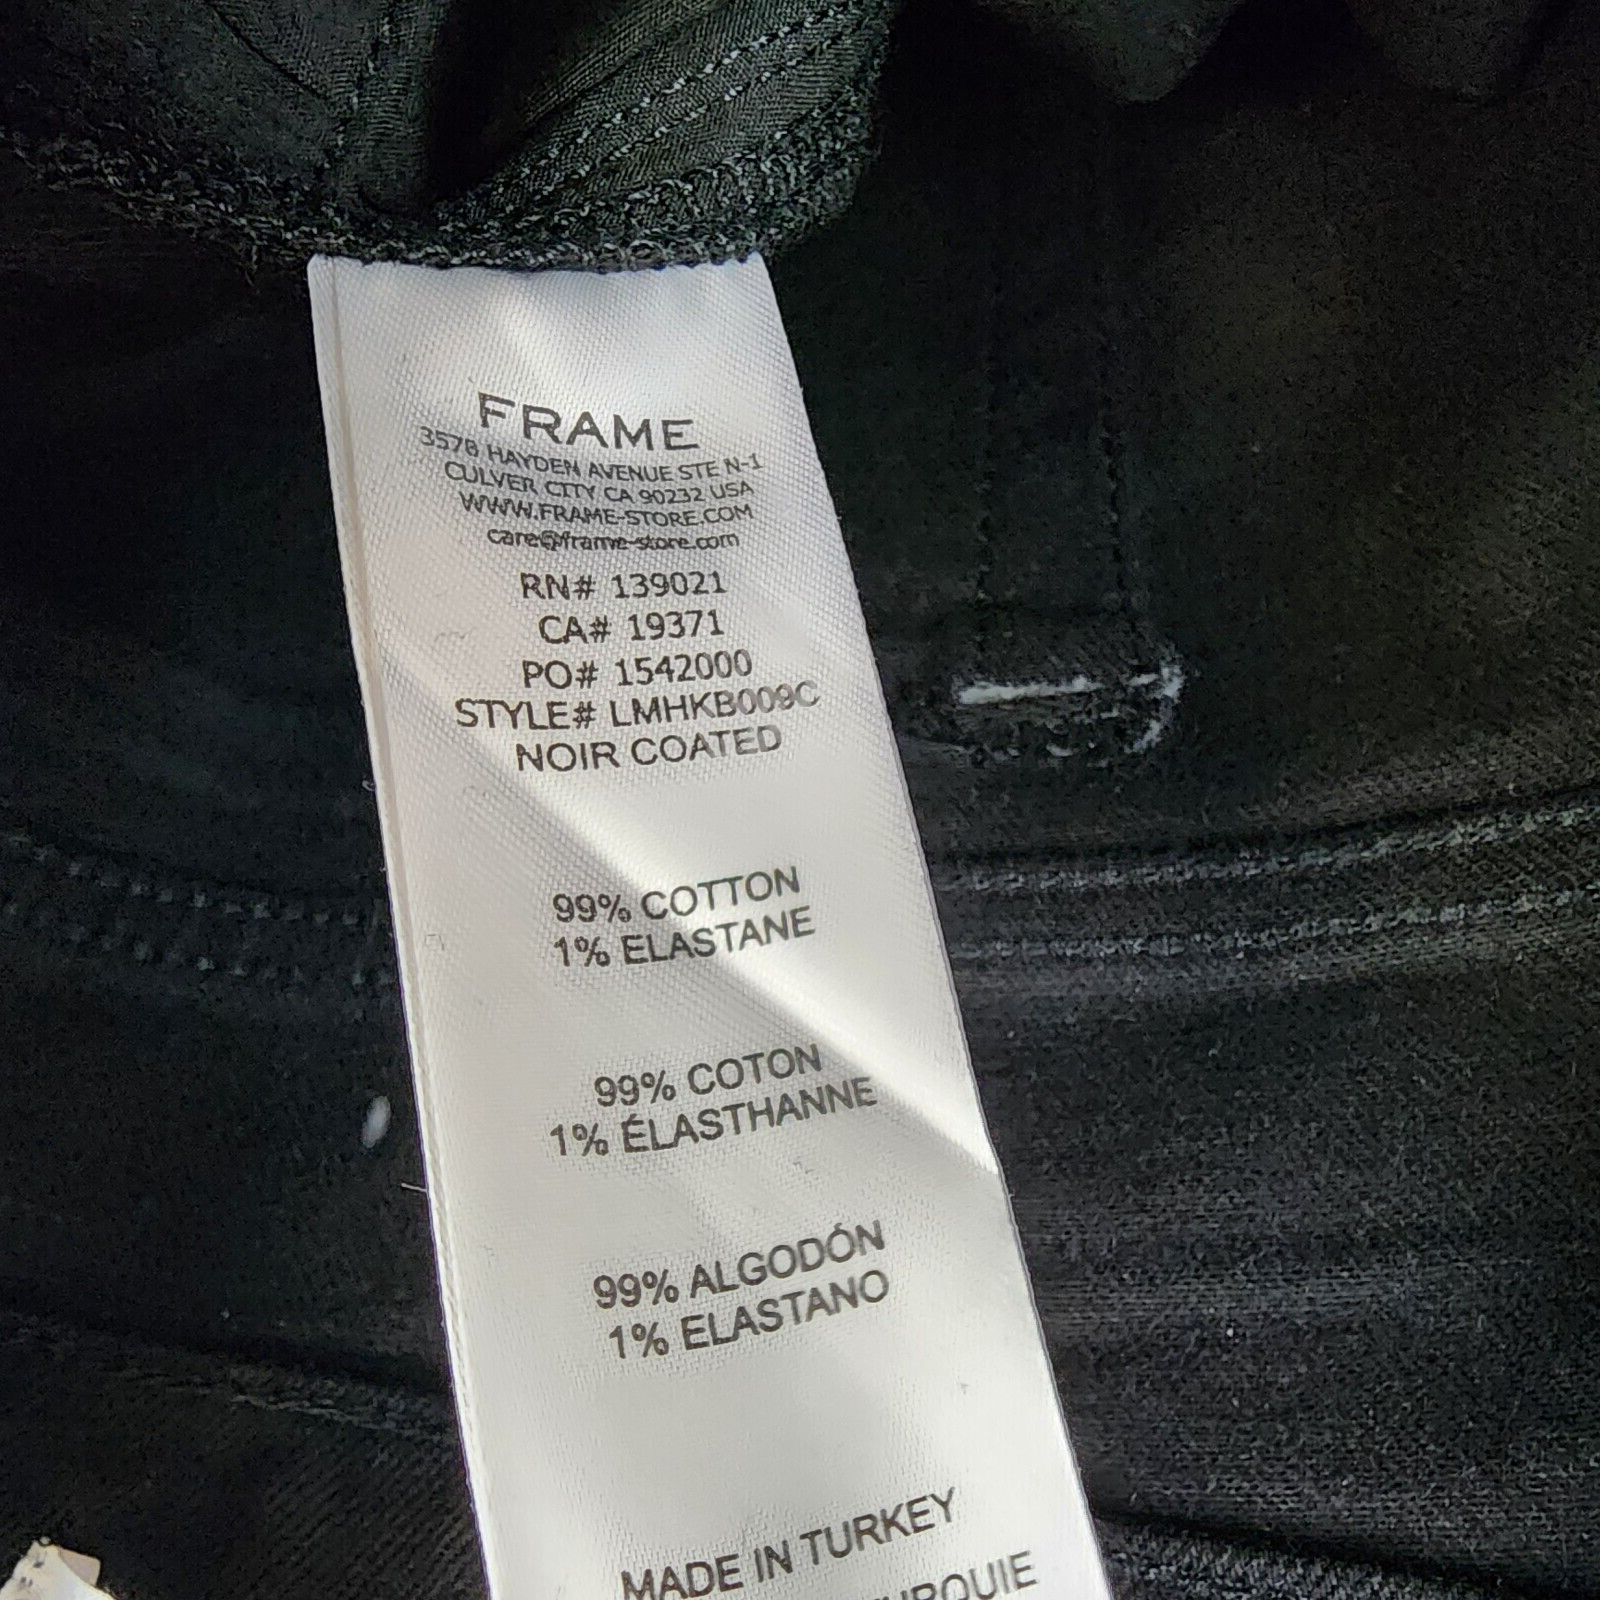 FRAME
3578 HAYDEN AVENUE STE N-1
CULVER CITY, CA 90232 USA
WWW.FRAME-STORE.COM
care@frame-store.com
RN# 139021
CA# 19371
PO# 1542000
STYLE# LMHKB009C
NOIR COATED
99% COTTON
1% ELASTANE
99% COTON
1% ÉLASTHANNE
99% ALGODÓN
1% ELASTANO
MADE IN TURKEY